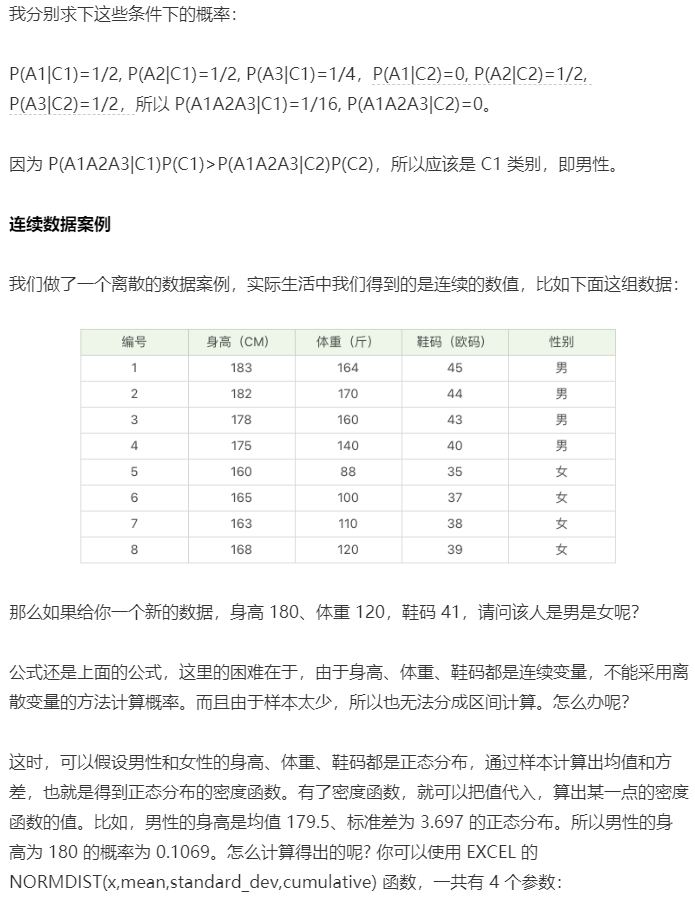 我分别求下这些条件下的概率：
P(A1|C1)=1/2, P(A2|C1)=1/2, P(A3|C1)=1/4，P(A1|C2)=0, P(A2|C2)=1/2,
P(A3|C2)=1/2，所以 P(A1A2A3|C1)=1/16, P(A1A2A3|C2)=0。
因为 P(A1A2A3|C1)P(C1)>P(A1A2A3|C2)P(C2)，所以应该是 C1 类别，即男性。
连续数据案例
我们做了一个离散的数据案例，实际生活中我们得到的是连续的数值，比如下面这组数据：
编号 身高（CM） 体重（斤） 鞋码（欧码） 性别
1 183 164 45 男
2 182 170 44 男
3 178 160 43 男
4 175 140 40 男
5 160 88 35 女
6 165 100 37 女
7 163 110 38 女
8 168 120 39 女
那么如果给你一个新的数据，身高 180、体重 120，鞋码 41，请问该人是男是女呢？
公式还是上面的公式，这里的困难在于，由于身高、体重、鞋码都是连续变量，不能采用离
散变量的方法计算概率。而且由于样本太少，所以也无法分成区间计算。怎么办呢？
这时，可以假设男性和女性的身高、体重、鞋码都是正态分布，通过样本计算出均值和方
差，也就是得到正态分布的密度函数。有了密度函数，就可以把值代入，算出某一点的密度
函数的值。比如，男性的身高是均值 179.5、标准差为 3.697 的正态分布。所以男性的身
高为 180 的概率为 0.1069。怎么计算得出的呢? 你可以使用 EXCEL 的
NORMDIST(x,mean,standard_dev,cumulative) 函数，一共有 4 个参数：